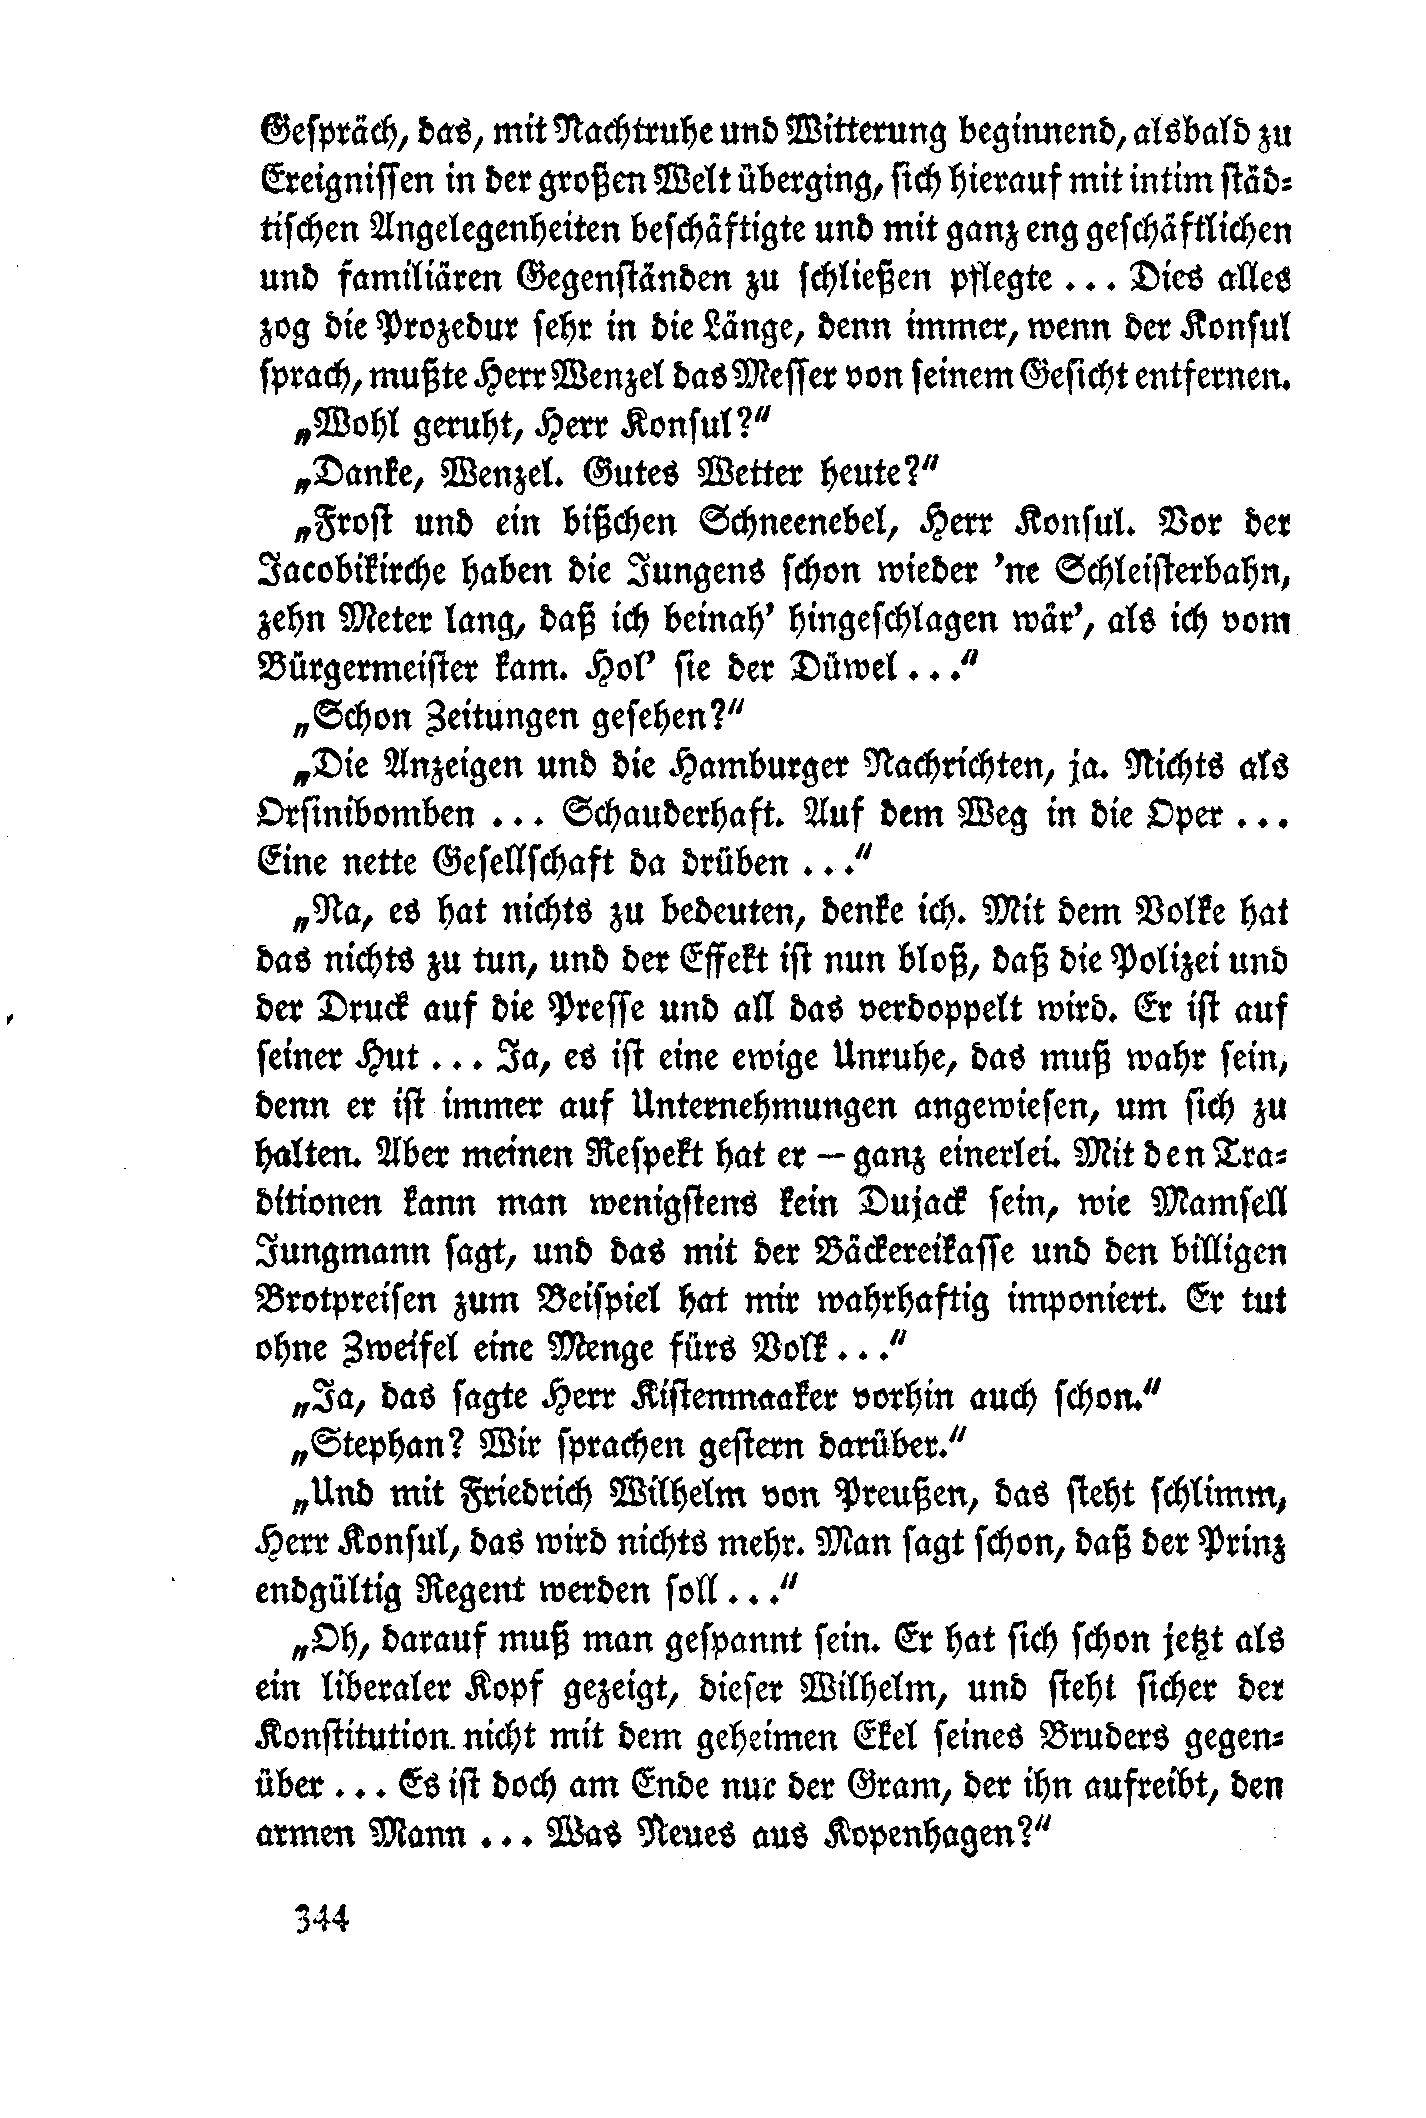 Gespräch, das, mit Nachtruhe und Witterung beginnend, alsbald zu
Ereignissen in der großen Welt überging, sich hierauf mit intim städ-
tischen Angelegenheiten beschäftigte und mit ganz eng geschäftlichen
und familiären Gegenständen zu schließen pflegte ... Dies alles
zog die Prozedur sehr in die Länge, denn immer, wenn der Konsul
sprach, mußte Herr Wenzel das Messer von seinem Gesicht entfernen.
„Wohl geruht, Herr Konsul?“
„Danke, Wenzel. Gutes Wetter heute?“
„Frost und ein bißchen Schneenebel, Herr Konsul. Vor der
Jacobikirche haben die Jungens schon wieder ’ne Schleisterbahn,
zehn Meter lang, daß ich beinah’ hingeschlagen wär’, als ich vom
Bürgermeister kam. Hol’ sie der Düwel ...“
„Schon Zeitungen gesehen?“
„Die Anzeigen und die Hamburger Nachrichten, ja. Nichts als
Orsinibomben ... Schauderhaft. Auf dem Weg in die Oper ...
Eine nette Gesellschaft da drüben ...“
„Na, es hat nichts zu bedeuten, denke ich. Mit dem Volke hat
das nichts zu tun, und der Effekt ist nun bloß, daß die Polizei und
der Druck auf die Presse und all das verdoppelt wird. Er ist auf
seiner Hut ... Ja, es ist eine ewige Unruhe, das muß wahr sein,
denn er ist immer auf Unternehmungen angewiesen, um sich zu
halten. Aber meinen Respekt hat er — ganz einerlei. Mit den Tra-
ditionen kann man wenigstens kein Dujack sein, wie Mamsell
Jungmann sagt, und das mit der Bäckereikasse und den billigen
Brotpreisen zum Beispiel hat mir wahrhaftig imponiert. Er tut
ohne Zweifel eine Menge fürs Volk ...“
„Ja, das sagte Herr Kistenmaaker vorhin auch schon.“
„Stephan? Wir sprachen gestern darüber.“
„Und mit Friedrich Wilhelm von Preußen, das steht schlimm,
Herr Konsul, das wird nichts mehr. Man sagt schon, daß der Prinz
endgültig Regent werden soll ...“
„Oh, darauf muß man gespannt sein. Er hat sich schon jetzt als
ein liberaler Kopf gezeigt, dieser Wilhelm, und steht sicher der
Konstitution nicht mit dem geheimen Ekel seines Bruders gegen-
über ... Es ist doch am Ende nur der Gram, der ihn aufreibt, den
armen Mann ... Was Neues aus Kopenhagen?“
344